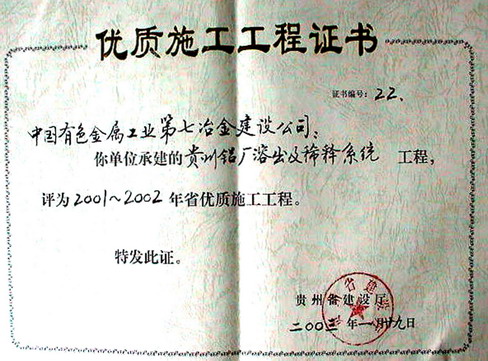 优质施工工程证书
证书编号：22.
中国有色金属工业第七冶金建设公司：
你单位承建的贵州铝厂溶出及稀释系统 工程，
评为2001～2002年省优质施工工程。
特发此证。
贵州省建设厅
二00三年一月十九日